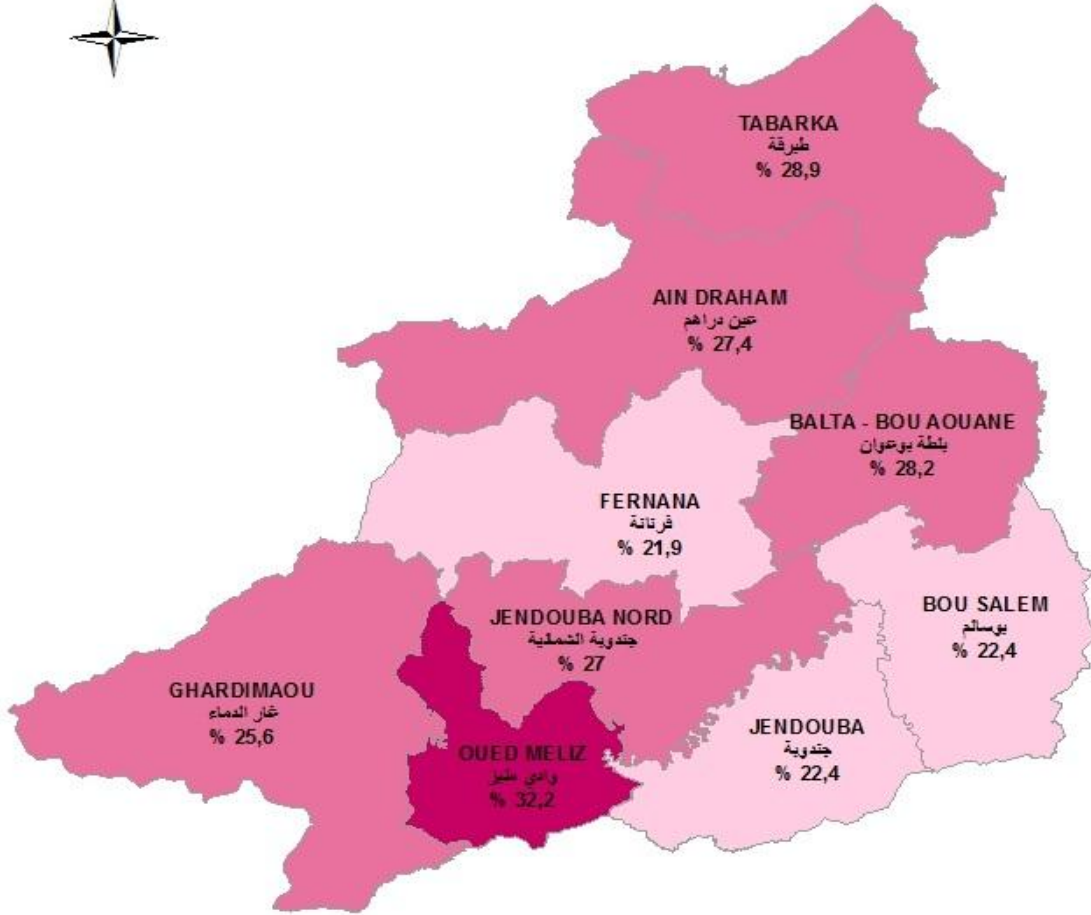 TABARKA
طبرقة
% 28,9
AIN DRAHAM
عين دراهم
% 27,4
BALTA - BOU AOUANE
بلطة بوعوان
% 28,2
FERNANA
فرنانة
% 21,9
BOU SALEM
بوسالم
% 22,4
JENDOUBA NORD
جندوبة الشمالية
% 27
GHARDIMAOU
غار الدماء
% 25,6
JENDOUBA
جندوبة
% 22,4
OUED MELIZ
وادي مليز
% 32,2